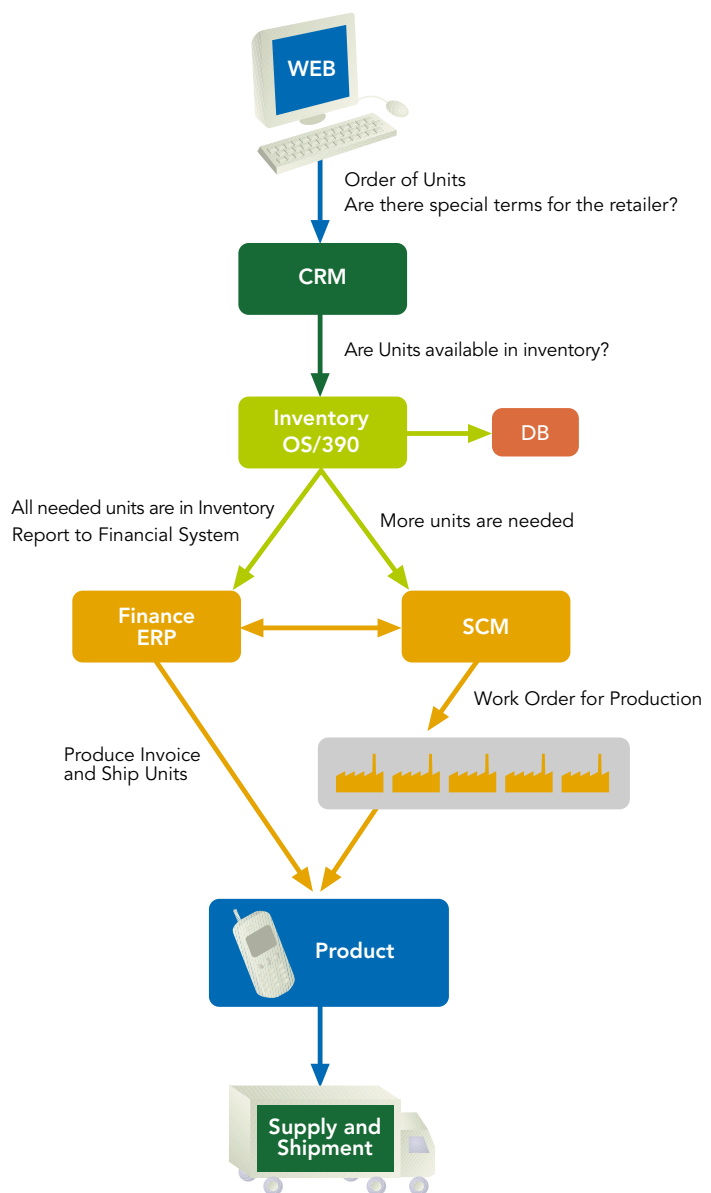 WEB
Order of Units
Are there special terms for the retailer?
CRM
Are Units available in inventory?
Inventory
OS/390
DB
All needed units are in Inventory
Report to Financial System
More units are needed
Finance
ERP
SCM
Work Order for Production
Produce Invoice
and Ship Units
Product
Supply and
Shipment